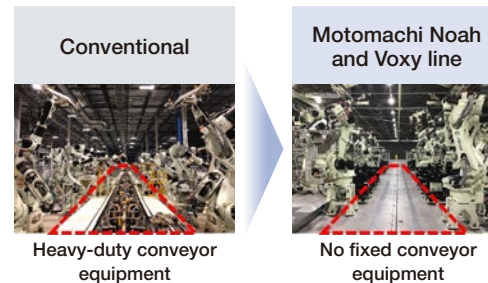 Conventional
Motomachi Noah
and Voxy line
Heavy-duty conveyor
equipment
No fixed conveyor
equipment